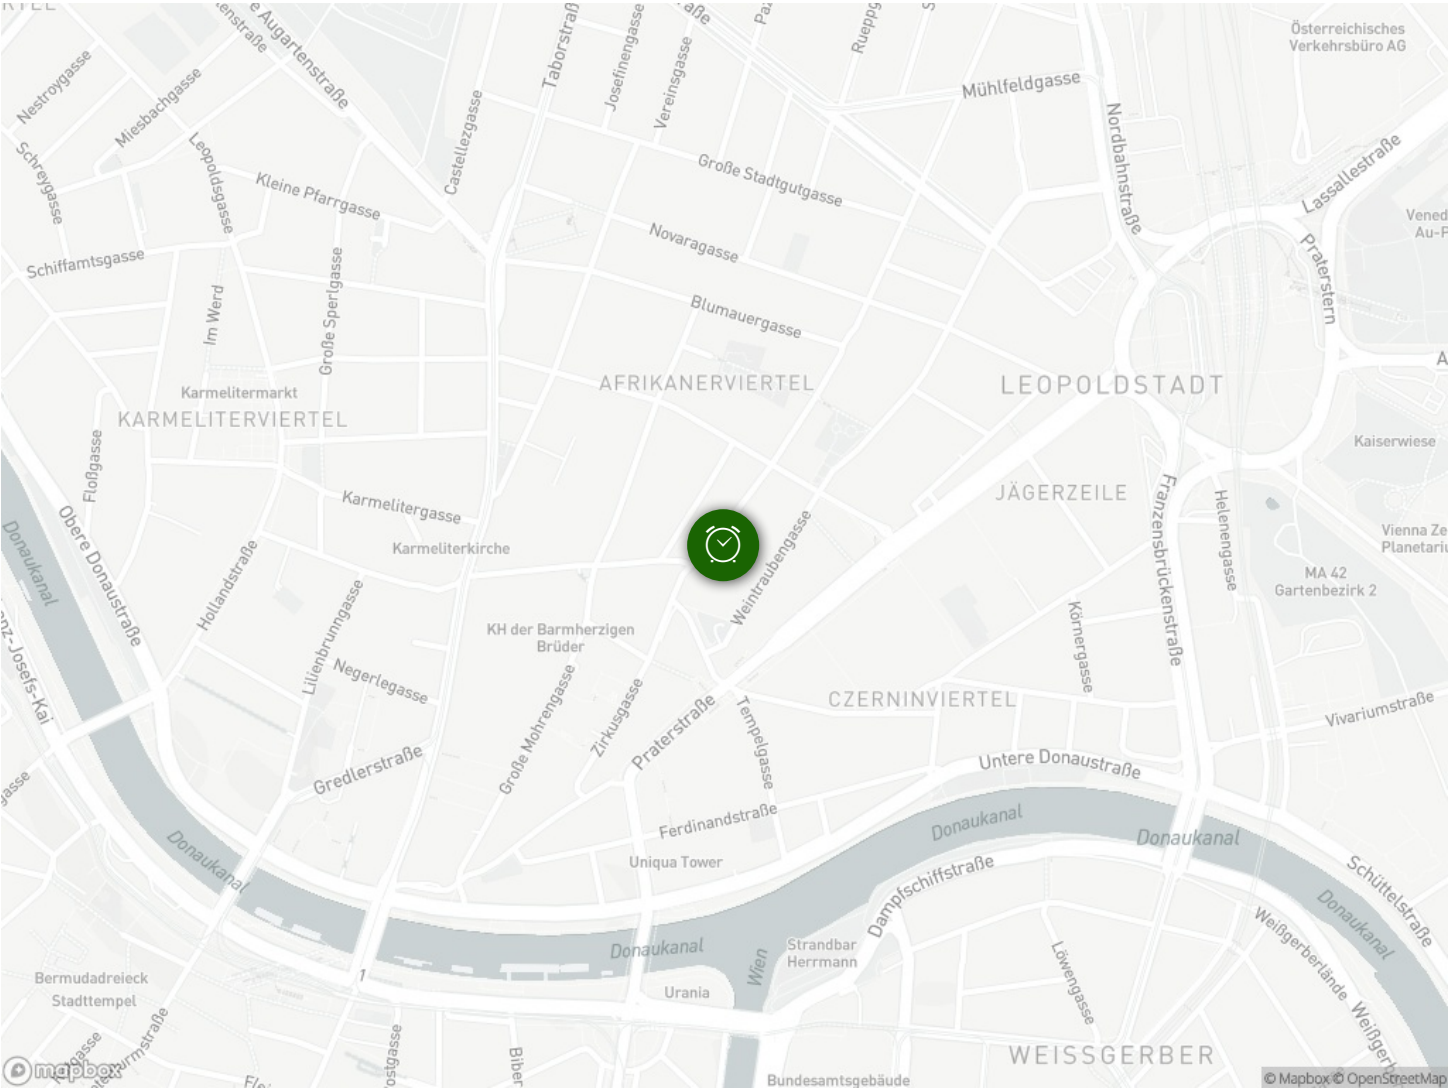 Österreichisches
Verkehrsbüro AG
Augartenstraße
Taborstraße
Josefinengasse
Vereinsgasse
Mühlfeldgasse
Nestroygasse
Miesbachgasse
Castellezgasse
Nordbahnstraße
Lassallestraße
Schreygasse
Leopoldsgasse
Kleine Pfarrgasse
Große Stadtgutgasse
Novaragasse
Praterstern
Schiffamtsgasse
Im Werd
Große Sperlgasse
Blumauergasse
Karmelitermarkt
KARMELITERVIERTEL
AFRIKANERVIERTEL
LEOPOLDSTADT
Kaiserwiese
Floßgasse
Karmelitergasse
JÄGERZEILE
Franzensbrückenstraße
Helenengasse
Donaukanal
Obere Donaustraße
Hollandstraße
Karmeliterkirche
Weintraubengasse
MA 42
Gartenbezirk 2
Lilienbrunngasse
KH der Barmherzigen
Brüder
Körnergasse
Negerlegasse
Große Mohrengasse
Zirkusgasse
Praterstraße
Tempelgasse
CZERNINVIERTEL
Vivariumstraße
Gredlerstraße
Untere Donaustraße
Ferdinandstraße
Donaukanal
Donaukanal
Donaukanal
Uniqua Tower
Dampfschiffstraße
Schüttelstraße
Donaukanal
Donaukanal
Wien
Strandbar
Herrmann
Weißgerberlände
Löwengasse
Bermudadreieck
Stadttempel
1
Urania
WEISSGERBER
Bundesamtsgebäude
mapbox
© Mapbox © OpenStreetMap